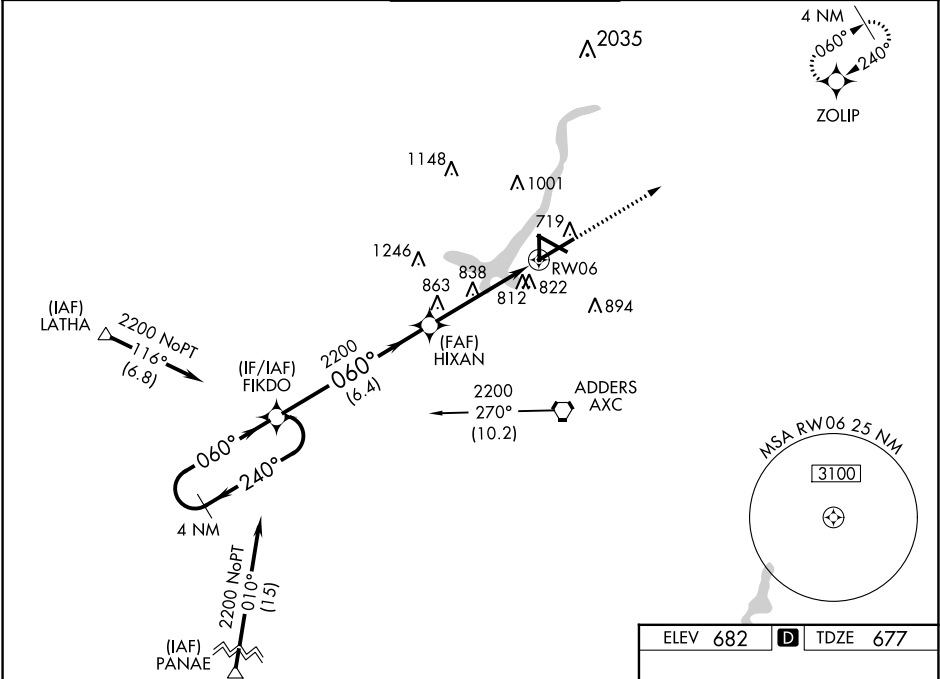 4 NM
060°
240°
ZOLIP
2035
1148
1001
719
1246
RW06
838
863
812
822
894
(IAF)
LATHA
2200 NoPT
116°
(6.8)
(IF/IAF)
FIKDO
2200
060°
(6.4)
(FAF)
HIXAN
2200
270°
(10.2)
ADDERS
AXC
060°
240°
4 NM
MSA RW06 25 NM
3100
2200 NoPT
010°
(15)
(IAF)
PANAE
ELEV 682 D TDZE 677